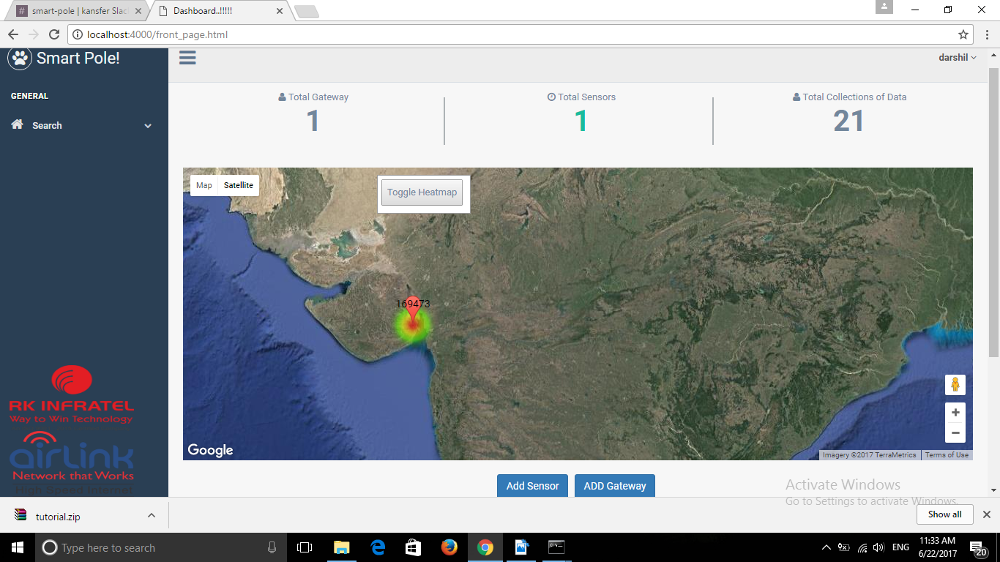 smart-pole | kansfer Slac
Dashboard..!!!!!
localhost:4000/front_page.html
Smart Pole!
darshil
GENERAL
Search
Total Gateway
1
Total Sensors
1
Total Collections of Data
21
Map
Satellite
Toggle Heatmap
169473
RK INFRATEL
Way to Win Technology
airLink
Network that Works
High Speed Internet
Google
Imagery ©2017 TerraMetrics
Terms of Use
Add Sensor
ADD Gateway
Activate Windows
Go to Settings to activate Windows.
tutorial.zip
Show all
Type here to search
ENG
11:33 AM
6/22/2017
20